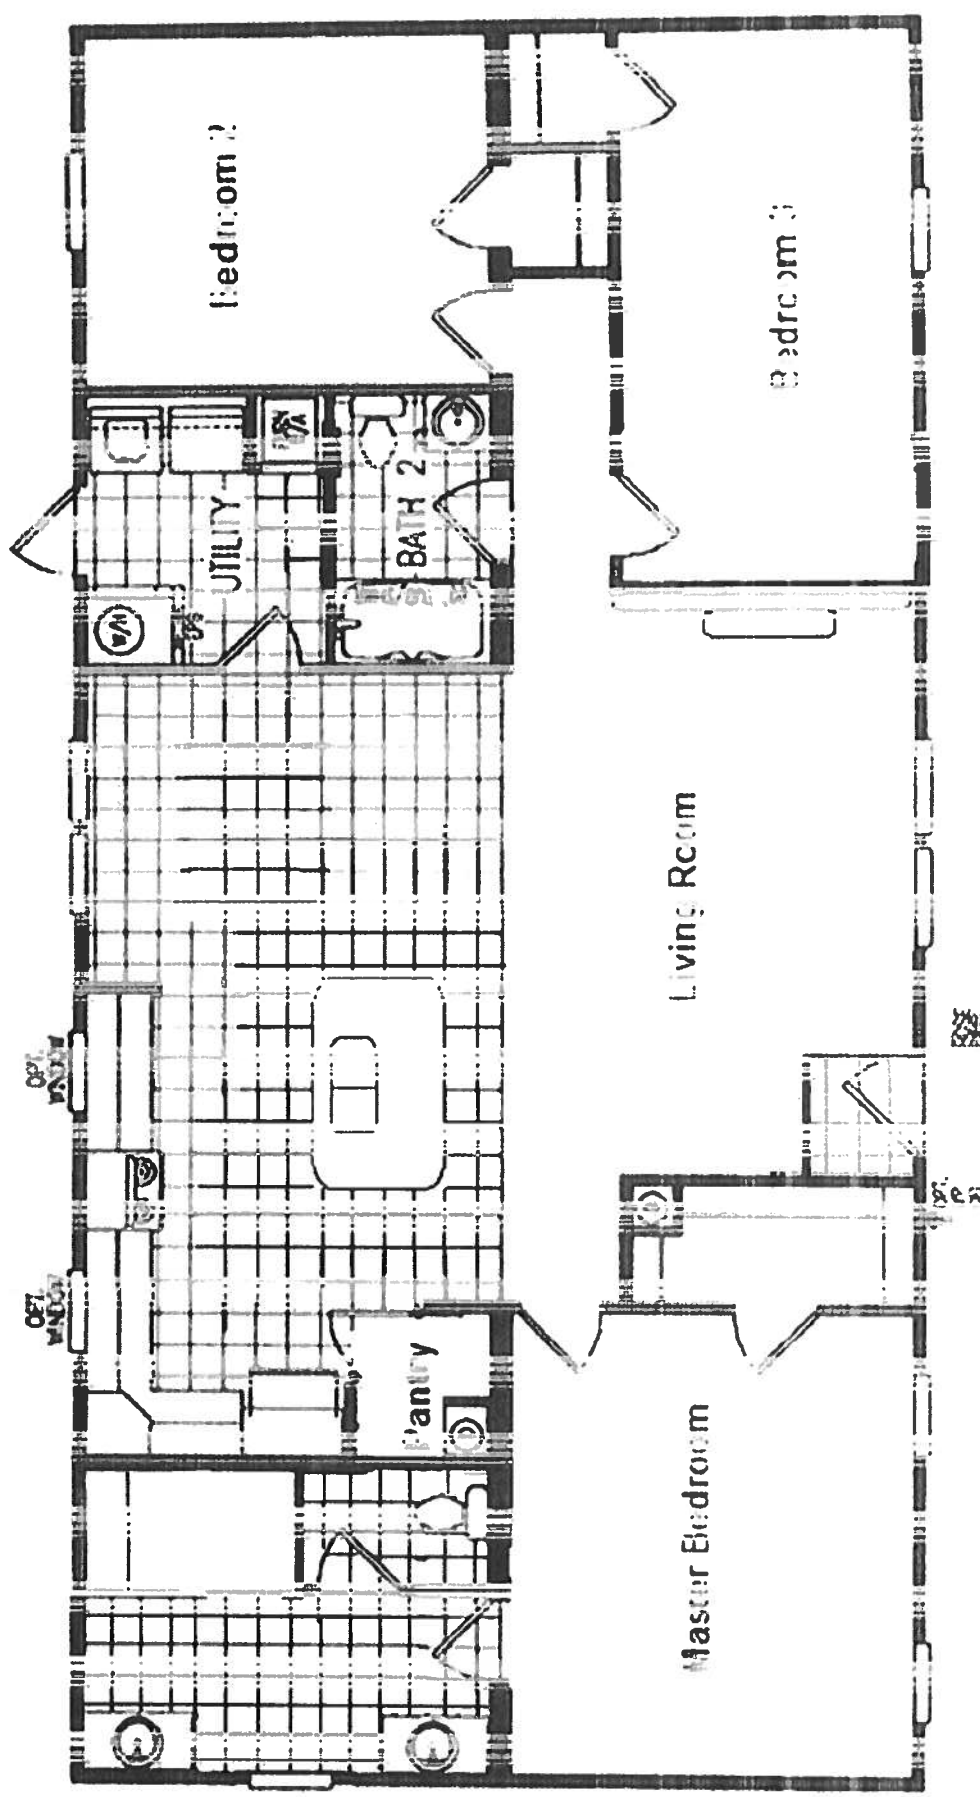 Bedroom 2
Bedroom 3
UTILITY
BATH 2
W/H
Living Room
OPT.
WINDOW
OPT.
WINDOW
Pantry
Master Bedroom